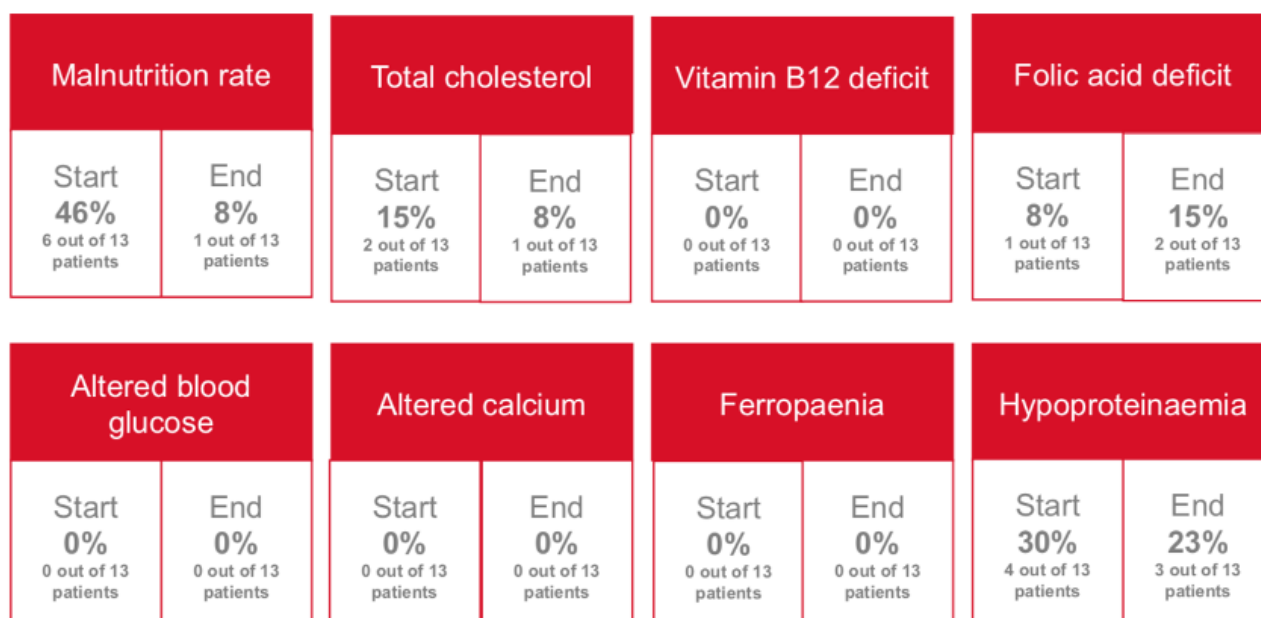 Malnutrition rate
Start
46%
6 out of 13
patients
End
8%
1 out of 13
patients
Total cholesterol
Start
15%
2 out of 13
patients
End
8%
1 out of 13
patients
Vitamin B12 deficit
Start
0%
0 out of 13
patients
End
0%
0 out of 13
patients
Folic acid deficit
Start
8%
1 out of 13
patients
End
15%
2 out of 13
patients
Altered blood
glucose
Start
0%
0 out of 13
patients
End
0%
0 out of 13
patients
Altered calcium
Start
0%
0 out of 13
patients
End
0%
0 out of 13
patients
Ferropaenia
Start
0%
0 out of 13
patients
End
0%
0 out of 13
patients
Hypoproteinaemia
Start
30%
4 out of 13
patients
End
23%
3 out of 13
patients